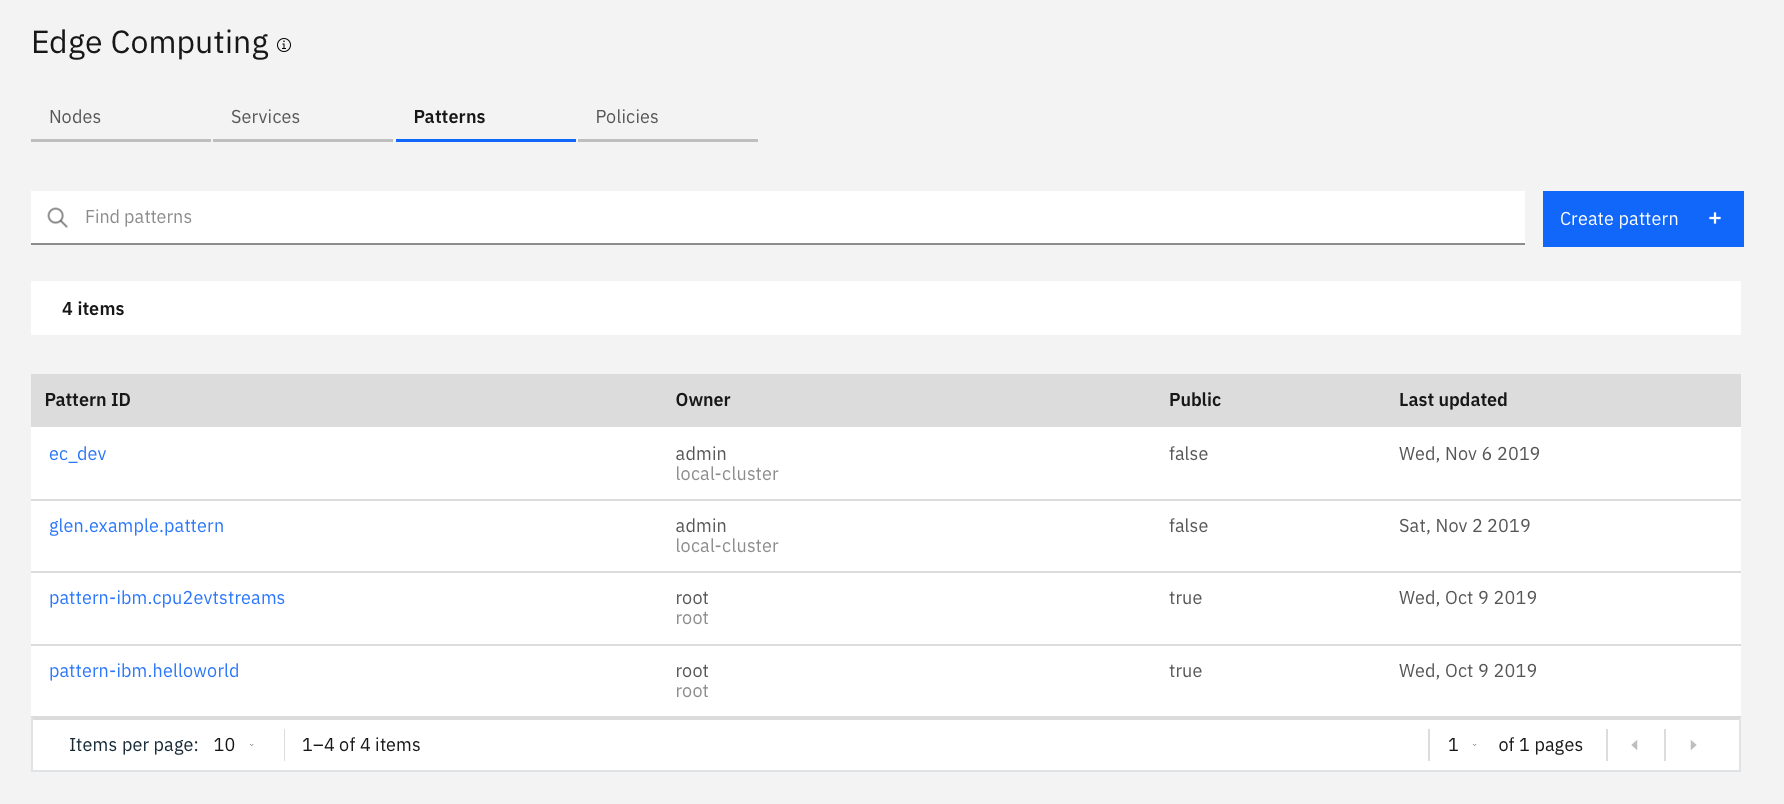 Edge Computing
Nodes Services Patterns Policies
Find patterns
Create pattern +
4 items
Pattern ID Owner Public Last updated
ec_dev admin false Wed, Nov 6 2019
local-cluster
glen.example.pattern admin false Sat, Nov 2 2019
local-cluster
pattern-ibm.cpu2evtstreams root true Wed, Oct 9 2019
root
pattern-ibm.helloworld root true Wed, Oct 9 2019
root
Items per page: 10 1–4 of 4 items 1 of 1 pages